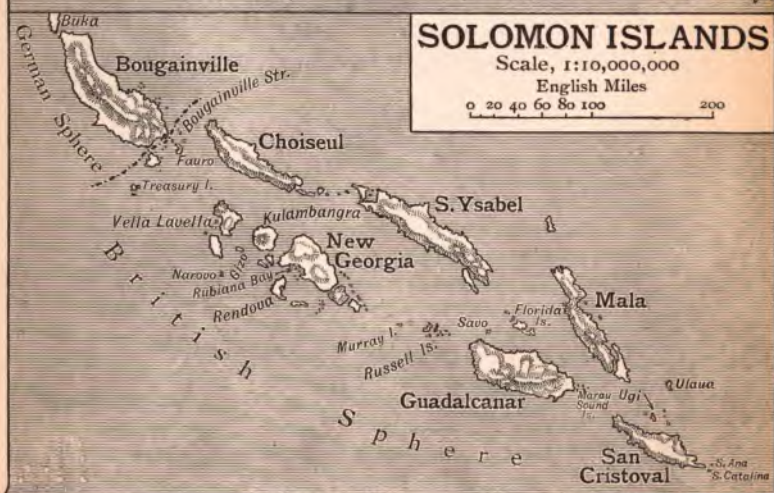 SOLOMON ISLANDS
Scale, 1:10,000,000
English Miles
0 20 40 60 80 100 200
Buka
German Sphere
Bougainville
Bougainville Str.
Fauro
Treasury I.
Choiseul
Vella Lavella
Kulambangra
S. Ysabel
New
Georgia
Narovo
Gizo
Rubiana Bay
Rendova
Mala
Florida
Is.
Savo
Murray I.
Russell Is.
Guadalcanar
Marau
Sound
Is.
Ugi
Ulaua
San
Cristoval
S. Ana
S. Catalina
British
Sphere